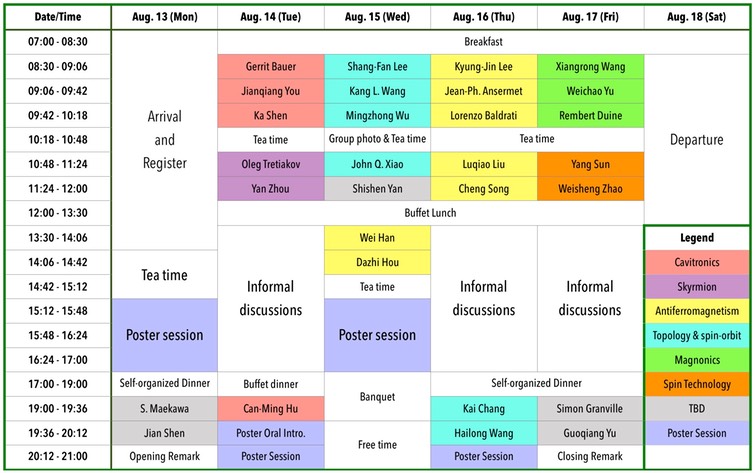 Date/Time Aug. 13 (Mon) Aug. 14 (Tue) Aug. 15 (Wed) Aug. 16 (Thu) Aug. 17 (Fri) Aug. 18 (Sat)
07:00 - 08:30 Breakfast
08:30 - 09:06 Gerrit Bauer Shang-Fan Lee Kyung-Jin Lee Xiangrong Wang
09:06 - 09:42 Jianqiang You Kang L. Wang Jean-Ph. Ansermet Weichao Yu
09:42 - 10:18 Arrival Ka Shen Mingzhong Wu Lorenzo Baldrati Rembert Duine
10:18 - 10:48 and Tea time Group photo & Tea time Tea time Departure
10:48 - 11:24 Register Oleg Tretiakov John Q. Xiao Luqiao Liu Yang Sun
11:24 - 12:00 Yan Zhou Shishen Yan Cheng Song Weisheng Zhao
12:00 - 13:30 Buffet Lunch
13:30 - 14:06 Wei Han Legend
14:06 - 14:42 Tea time Dazhi Hou Cavitronics
14:42 - 15:12 Informal Tea time Informal Informal Skyrmion
15:12 - 15:48 discussions discussions discussions Antiferromagnetism
15:48 - 16:24 Poster session Poster session Topology & spin-orbit
16:24 - 17:00 Magnonics
17:00 - 19:00 Self-organized Dinner Buffet dinner Banquet Self-organized Dinner Spin Technology
19:00 - 19:36 S. Maekawa Can-Ming Hu Kai Chang Simon Granville TBD
19:36 - 20:12 Jian Shen Poster Oral Intro. Free time Hailong Wang Guoqiang Yu Poster Session
20:12 - 21:00 Opening Remark Poster Session Poster Session Closing Remark